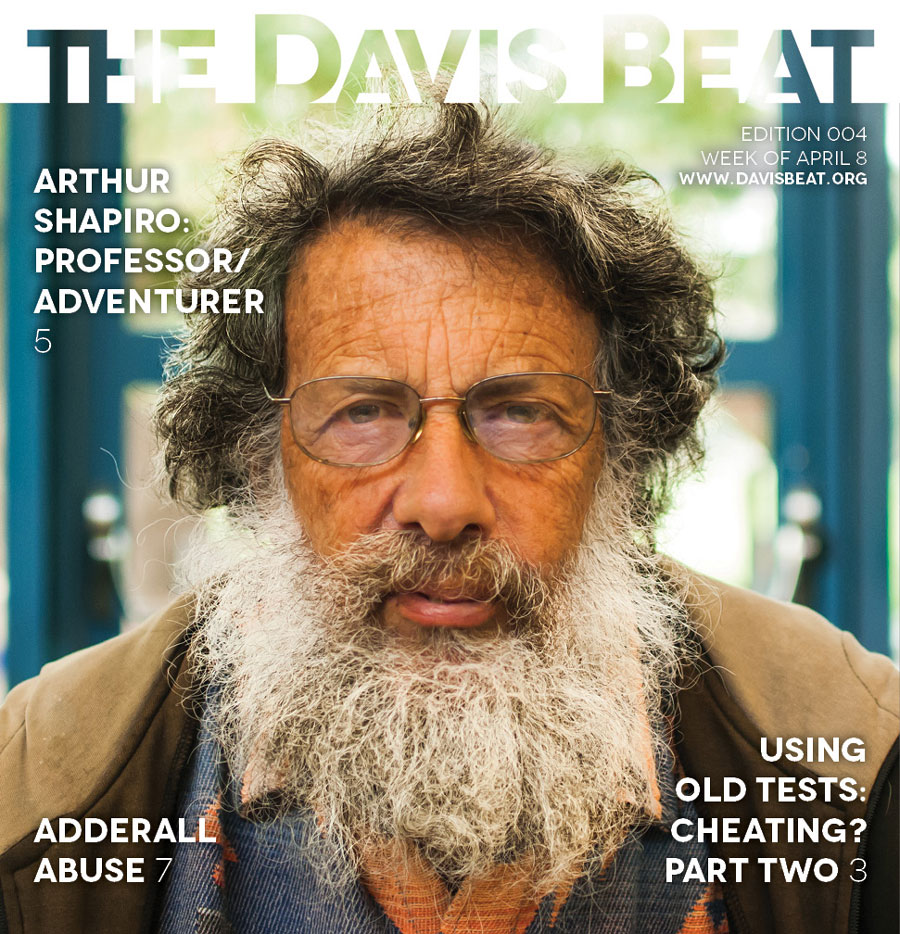 THE DAVIS BEAT
EDITION 004
WEEK OF APRIL 8
WWW.DAVISBEAT.ORG
ARTHUR
SHAPIRO:
PROFESSOR/
ADVENTURER
5
USING
OLD TESTS:
CHEATING?
PART TWO 3
ADDERALL
ABUSE 7